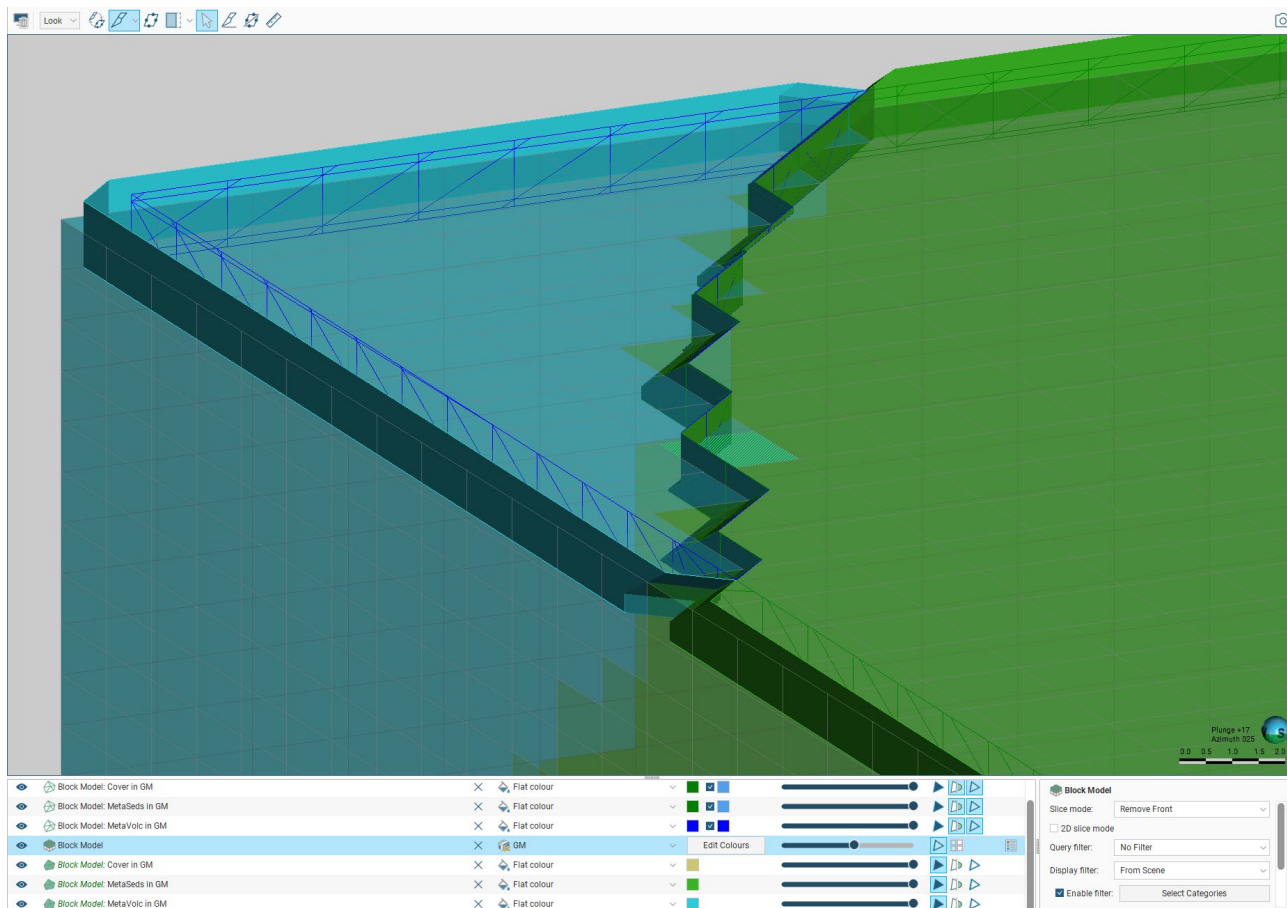 Look
Plunge +17
Azimuth 025
0.0 0.5 1.0 1.5 2.0
Block Model: Cover in GM Flat colour
Block Model: MetaSeds in GM Flat colour
Block Model: MetaVolc in GM Flat colour
Block Model GM Edit Colours
Block Model: Cover in GM Flat colour
Block Model: MetaSeds in GM Flat colour
Block Model: MetaVolc in GM Flat colour
Block Model
Slice mode: Remove Front
2D slice mode
Query filter: No Filter
Display filter: From Scene
Enable filter: Select Categories